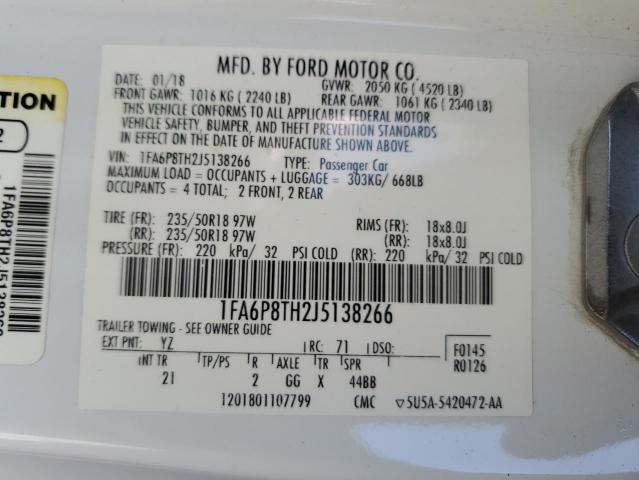 MFD. BY FORD MOTOR CO.
DATE: 01/18 GVWR: 2050 KG ( 4520 LB)
FRONT GAWR: 1016 KG ( 2240 LB) REAR GAWR: 1061 KG ( 2340 LB)
THIS VEHICLE CONFORMS TO ALL APPLICABLE FEDERAL MOTOR
VEHICLE SAFETY, BUMPER, AND THEFT PREVENTION STANDARDS
IN EFFECT ON THE DATE OF MANUFACTURE SHOWN ABOVE.
VIN: 1FA6P8TH2J5138266 TYPE: Passenger Car
MAXIMUM LOAD = OCCUPANTS + LUGGAGE = 303KG/ 668LB
OCCUPANTS = 4 TOTAL; 2 FRONT, 2 REAR
TIRE (FR): 235/50R18 97W RIMS (FR): 18x8.0J
(RR): 235/50R18 97W (RR): 18x8.0J
PRESSURE (FR): 220 kPa/ 32 PSI COLD (RR): 220 kPa/ 32 PSI COLD
1FA6P8TH2J5138266
TRAILER TOWING - SEE OWNER GUIDE
EXT PNT: YZ RC: 71 DSO: F0145
INT TR TP/PS R AXLE TR SPR R0126
21 2 GG X 44BB
1201801107799 CMC ▽5U5A-5420472-AA
TION
2
1FA6P8TH2J5138266